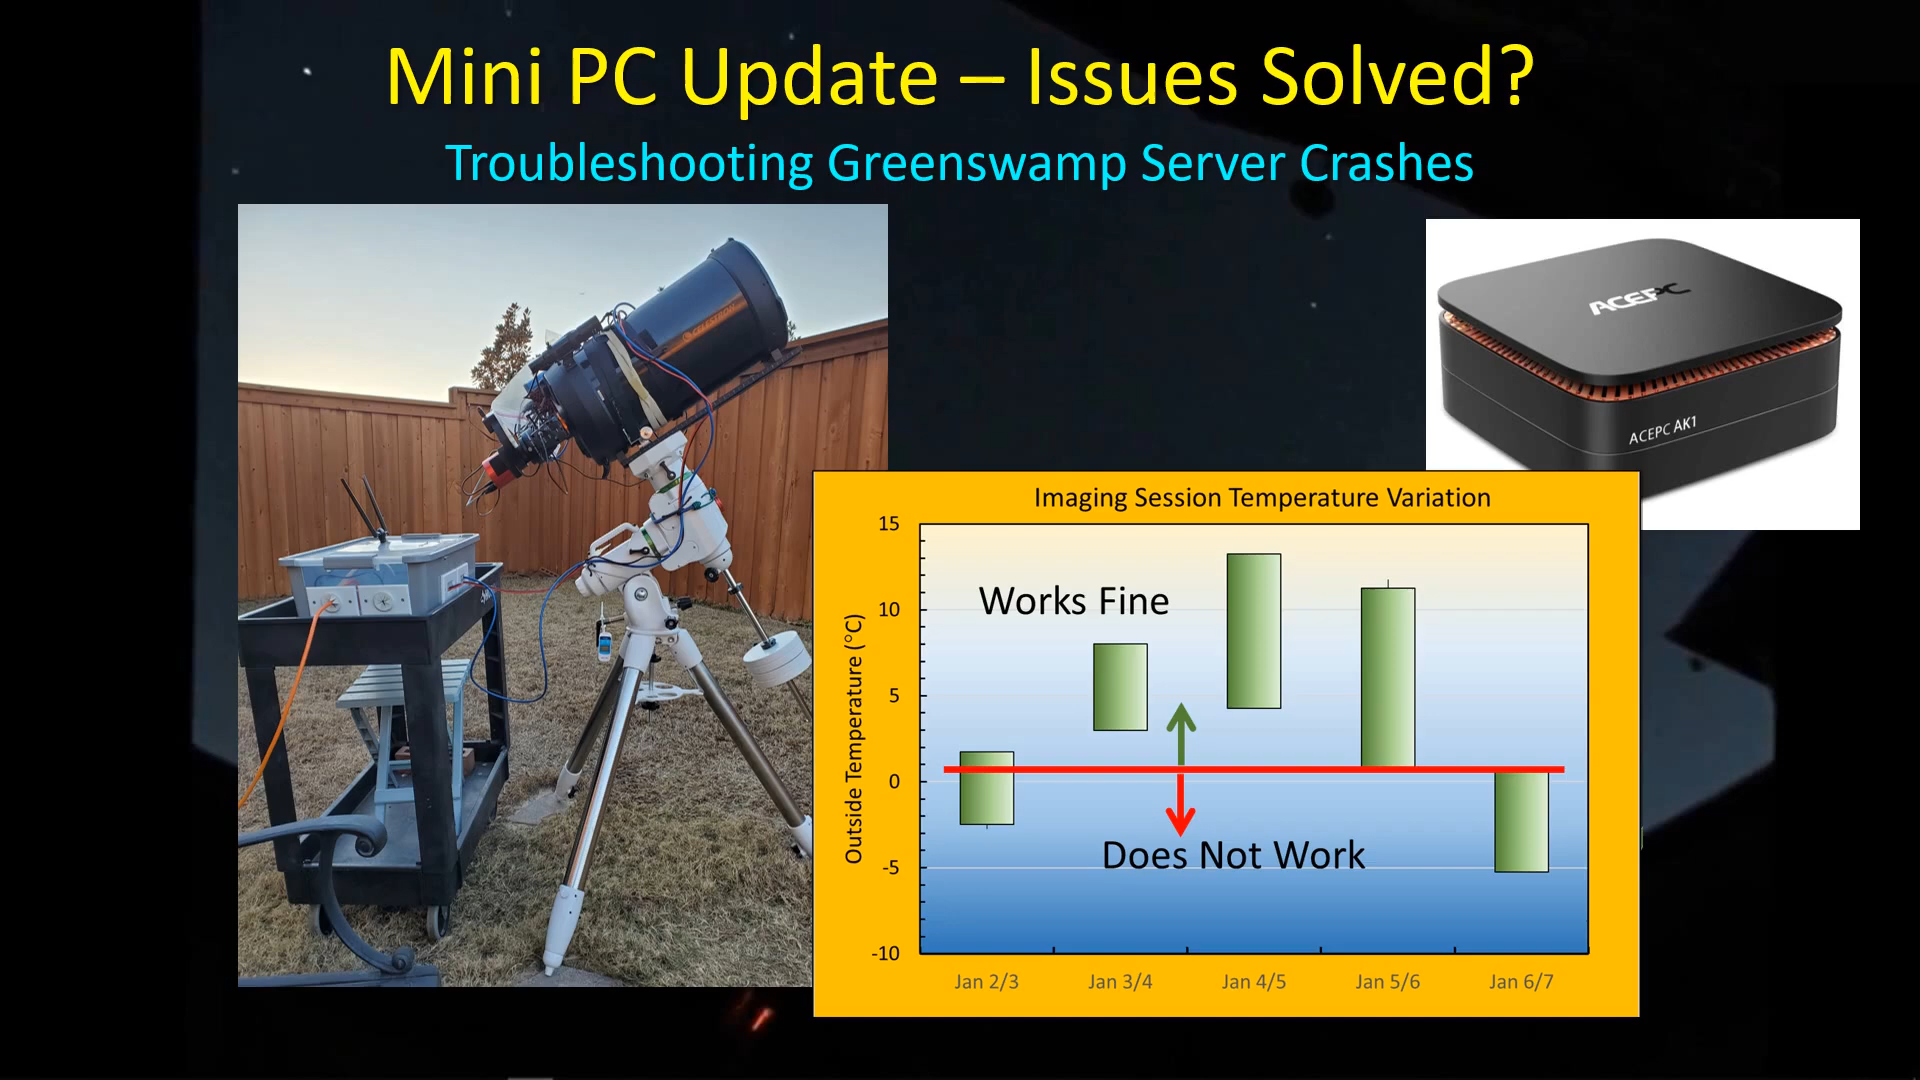 Mini PC Update – Issues Solved?
Troubleshooting Greenswamp Server Crashes
CELESTRON
ACEPC
ACEPC AK1
Imaging Session Temperature Variation
15
10
5
0
-5
-10
Outside Temperature (°C)
Works Fine
Does Not Work
Jan 2/3
Jan 3/4
Jan 4/5
Jan 5/6
Jan 6/7